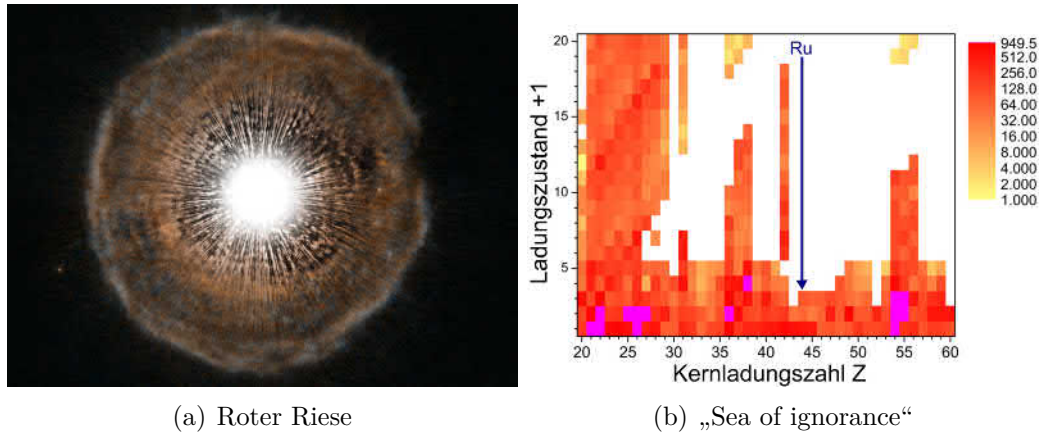 Ladungszustand +1
20
15
10
5
Ru
20 25 30 35 40 45 50 55 60
Kernladungszahl Z
949.5
512.0
256.0
128.0
64.00
32.00
16.00
8.000
4.000
2.000
1.000
(a) Roter Riese
(b) „Sea of ignorance“